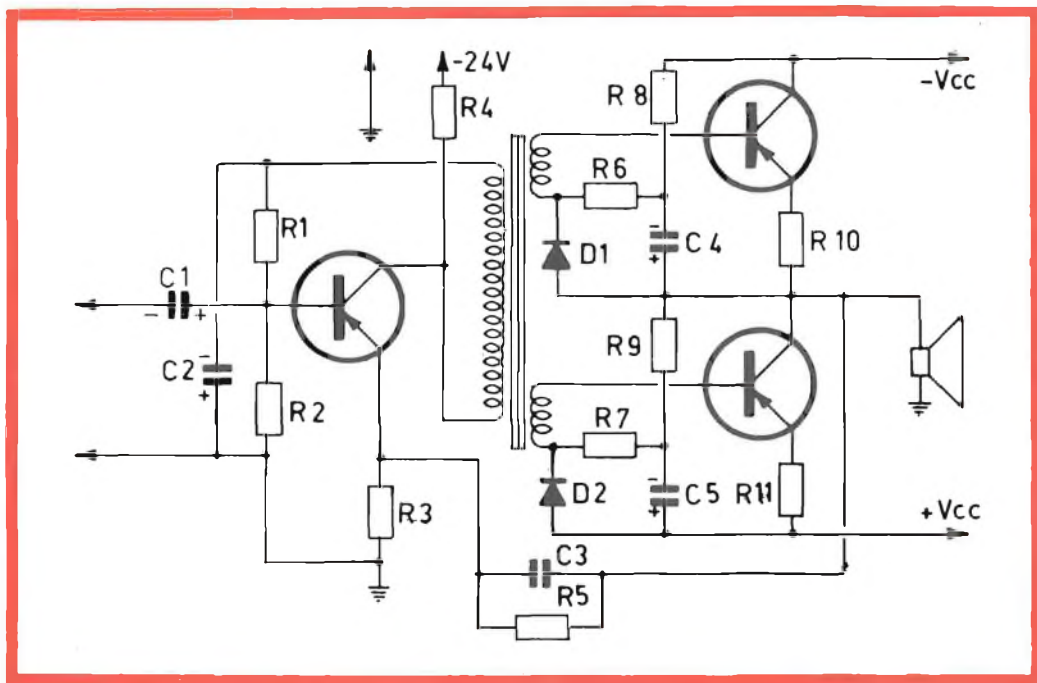 -24V
R4
R8
-Vcc
R6
R1
D1
- C4 +
R10
C1
- +
R9
C2
- +
R2
R7
D2
- C5 +
R11
+Vcc
R3
C3
R5